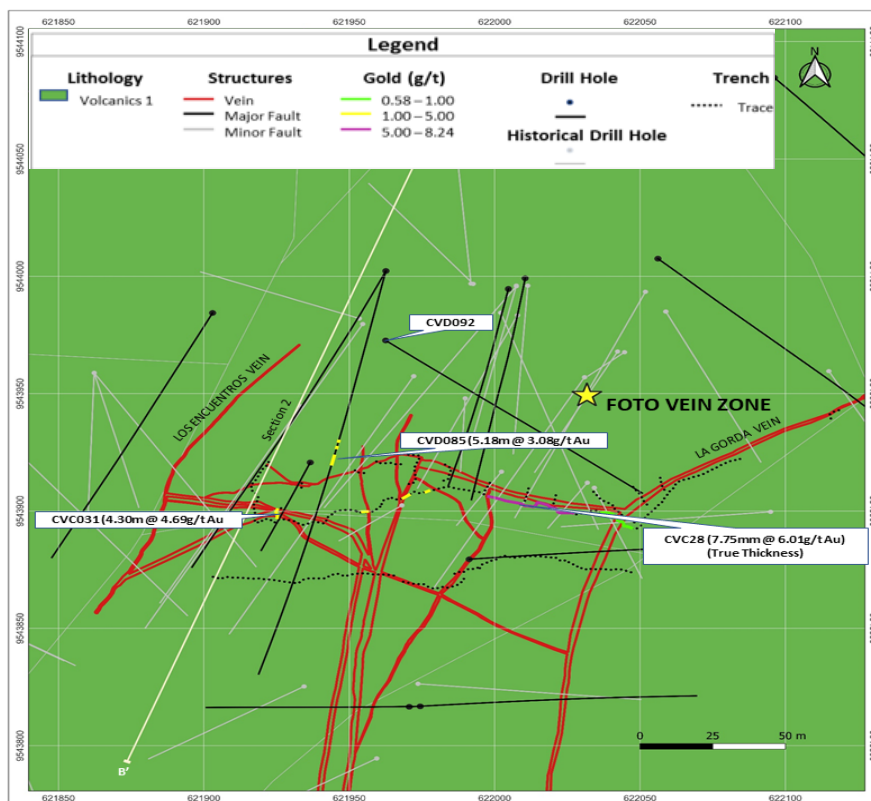 621850 621900 621950 622000 622050 622100
Legend
Lithology Structures Gold (g/t) Drill Hole Trench
Volcanics 1 Vein 0.58 – 1.00 Trace
Major Fault 1.00 – 5.00
Minor Fault 5.00 – 8.24 Historical Drill Hole
N
9544100
9544050
9544000
9543950
9543900
9543850
9543800
CVD092
LOS ENCUENTROS VEIN
Section 2
FOTO VEIN ZONE
CVD085 (5.18m @ 3.08g/t Au
LA GORDA VEIN
CVC031 (4.30m @ 4.69g/t Au
CVC28 (7.75mm @ 6.01g/t Au)
(True Thickness)
0 25 50 m
B'
621850 621900 621950 622000 622050 622100